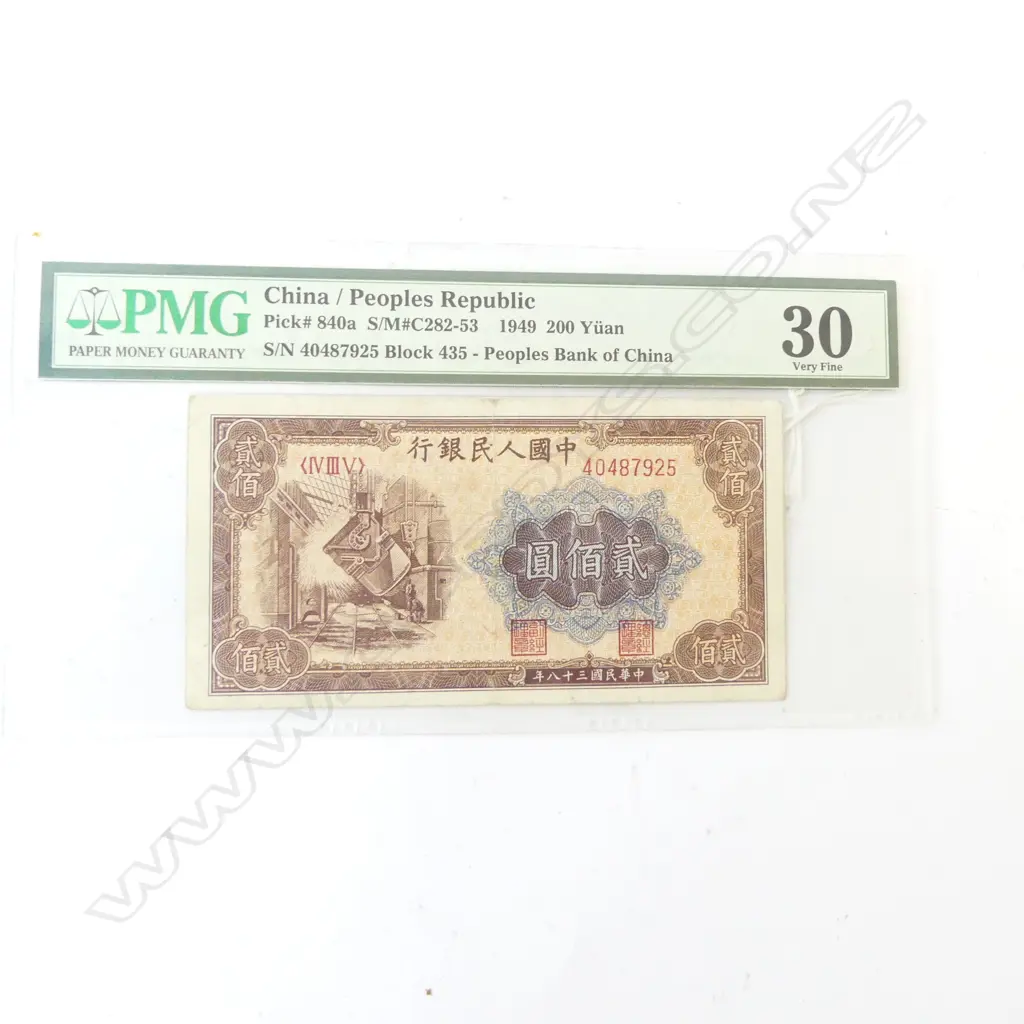 PMG
PAPER MONEY GUARANTY
China / Peoples Republic
Pick# 840a S/M#C282-53 1949 200 Yüan
S/N 40487925 Block 435 - Peoples Bank of China
30
Very Fine
行銀民人國中
貳佰
貳佰
〈IV III V〉
40487925
圓佰貳
佰貳
佰貳
年八十三國民華中